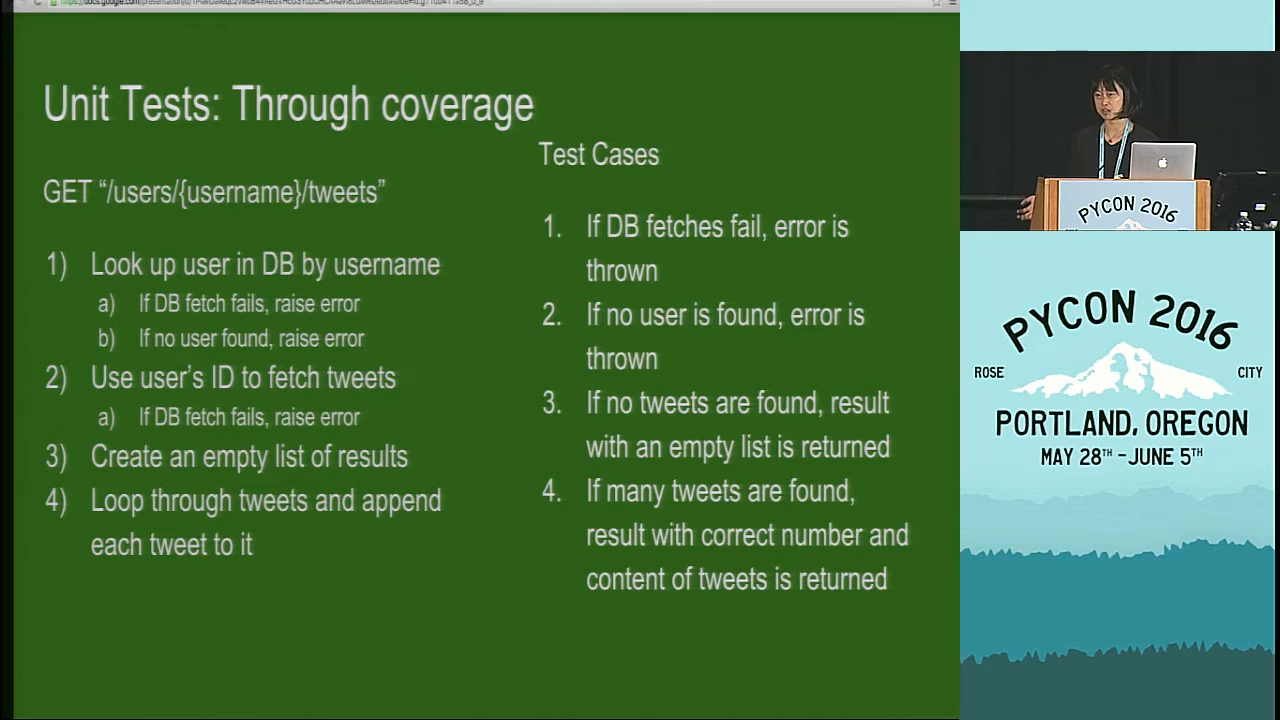 Unit Tests: Through coverage
GET “/users/{username}/tweets”
1) Look up user in DB by username
a) If DB fetch fails, raise error
b) If no user found, raise error
2) Use user’s ID to fetch tweets
a) If DB fetch fails, raise error
3) Create an empty list of results
4) Loop through tweets and append
each tweet to it
Test Cases
1. If DB fetches fail, error is
thrown
2. If no user is found, error is
thrown
3. If no tweets are found, result
with an empty list is returned
4. If many tweets are found,
result with correct number and
content of tweets is returned
PYCON 2016
PYCON 2016
ROSE CITY
PORTLAND, OREGON
MAY 28TH – JUNE 5TH